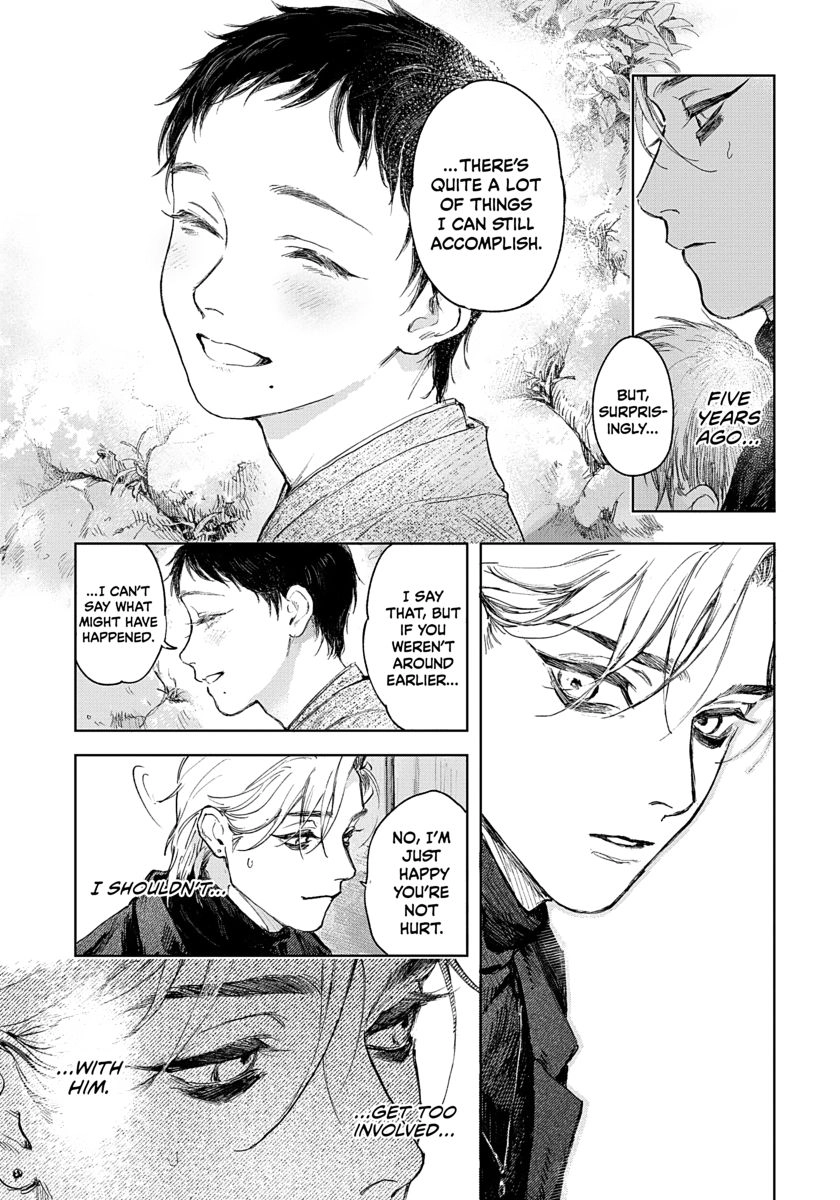 FIVE
YEARS
AGO...
BUT,
SURPRIS-
INGLY...
...THERE'S
QUITE A LOT
OF THINGS
I CAN STILL
ACCOMPLISH.
I SAY
THAT, BUT
IF YOU
WEREN'T
AROUND
EARLIER...
...I CAN'T
SAY WHAT
MIGHT HAVE
HAPPENED.
NO, I'M
JUST
HAPPY
YOU'RE
NOT
HURT.
I SHOULDN'T...
...GET TOO
INVOLVED...
...WITH
HIM.